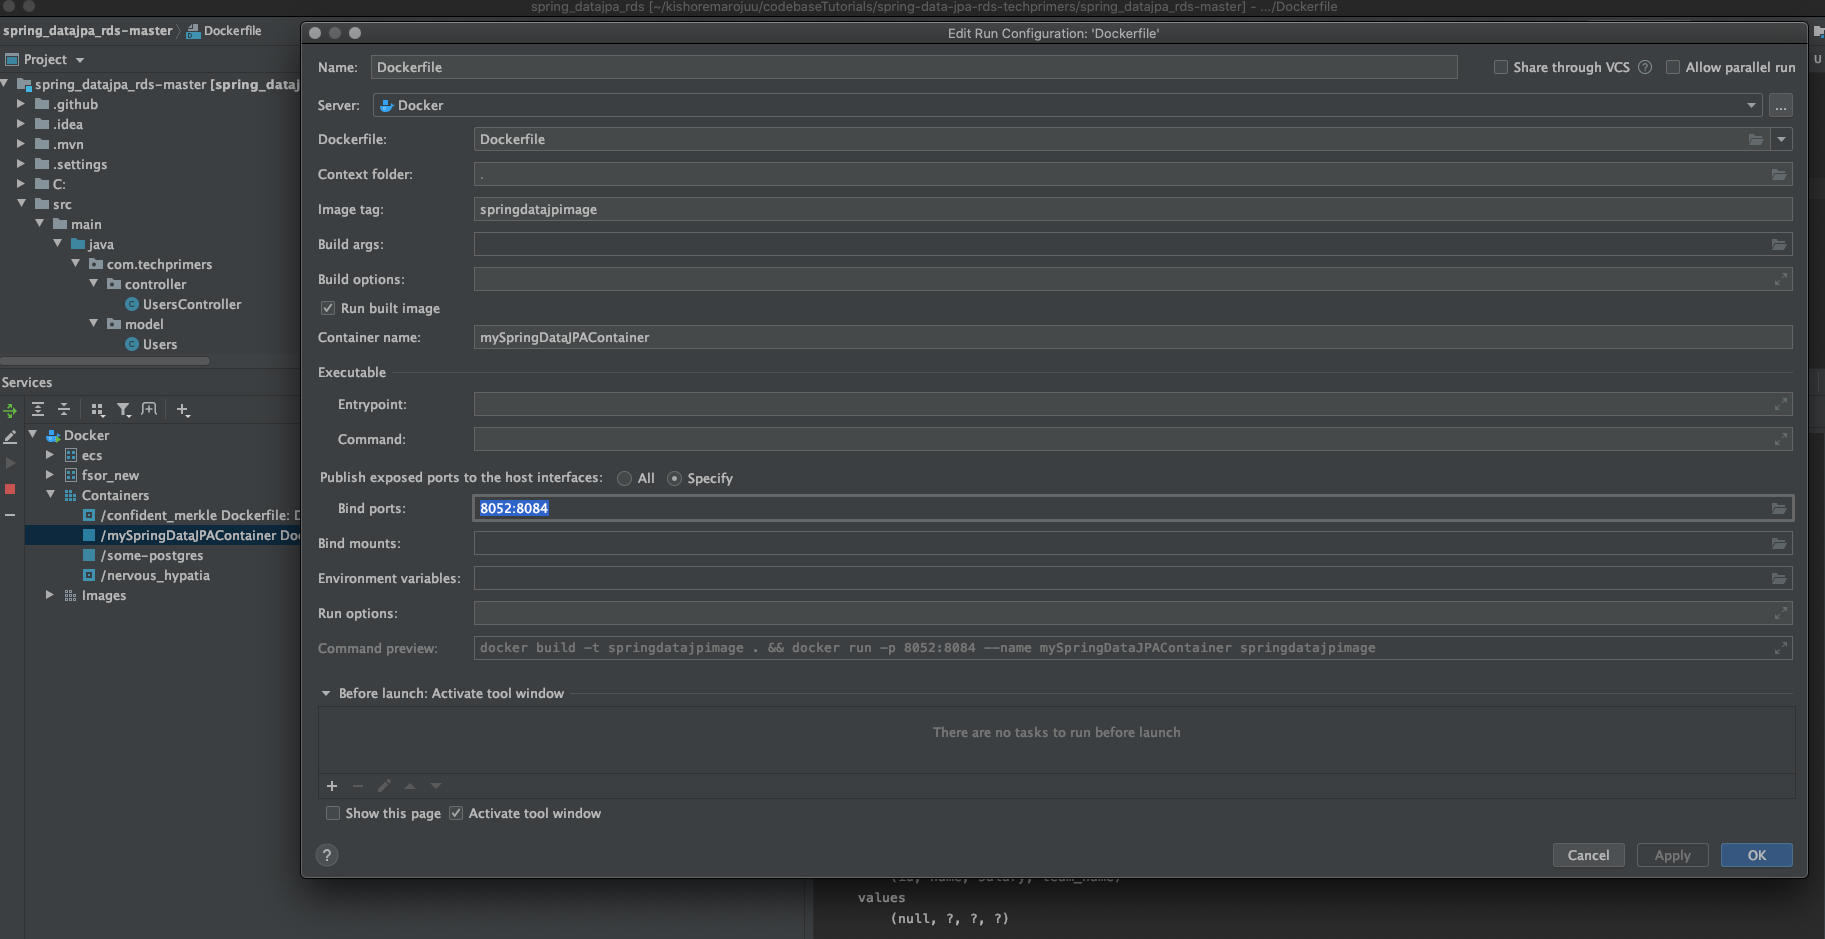 spring_datajpa_rds [~/kishoremarojuu/codebaseTutorials/spring-data-jpa-rds-techprimers/spring_datajpa_rds-master] - .../Dockerfile
spring_datajpa_rds-master
Dockerfile
Project
spring_datajpa_rds-master [spring_dataj
.github
.idea
.mvn
.settings
C:
src
main
java
com.techprimers
controller
UsersController
model
Users
Services
Docker
ecs
fsor_new
Containers
/confident_merkle Dockerfile: D
/mySpringDataJPAContainer Doc
/some-postgres
/nervous_hypatia
Images
Edit Run Configuration: 'Dockerfile'
Name: Dockerfile
Share through VCS ?
Allow parallel run
Server: Docker ...
Dockerfile: Dockerfile
Context folder: .
Image tag: springdatajpimage
Build args:
Build options:
Run built image
Container name: mySpringDataJPAContainer
Executable
Entrypoint:
Command:
Publish exposed ports to the host interfaces: All Specify
Bind ports: 8052:8084
Bind mounts:
Environment variables:
Run options:
Command preview: docker build -t springdatajpimage . && docker run -p 8052:8084 --name mySpringDataJPAContainer springdatajpimage
Before launch: Activate tool window
There are no tasks to run before launch
Show this page Activate tool window
? Cancel Apply OK
values
(null, ?, ?, ?)
U